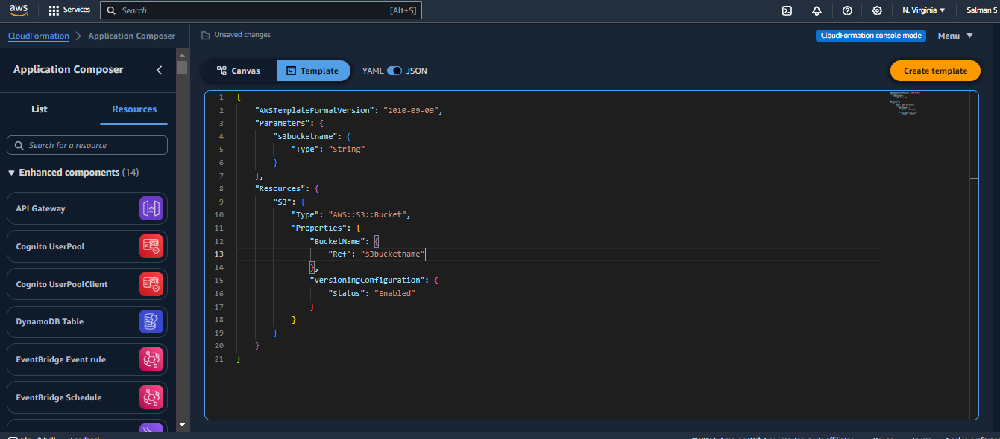 aws
Services
Search [Alt+S]
N. Virginia
Salman S
CloudFormation
Application Composer
Unsaved changes
CloudFormation console mode
Menu
Application Composer
Canvas
Template
YAML
JSON
Create template
List
Resources
Search for a resource
Enhanced components (14)
API Gateway
Cognito UserPool
Cognito UserPoolClient
DynamoDB Table
EventBridge Event rule
EventBridge Schedule
1 {
2 "AWSTemplateFormatVersion": "2010-09-09",
3 "Parameters": {
4 "s3bucketname": {
5 "Type": "String"
6 }
7 },
8 "Resources": {
9 "S3": {
10 "Type": "AWS::S3::Bucket",
11 "Properties": {
12 "BucketName": {
13 "Ref": "s3bucketname"
14 },
15 "VersioningConfiguration": {
16 "Status": "Enabled"
17 }
18 }
19 }
20 }
21 }
CloudShell
Feedback